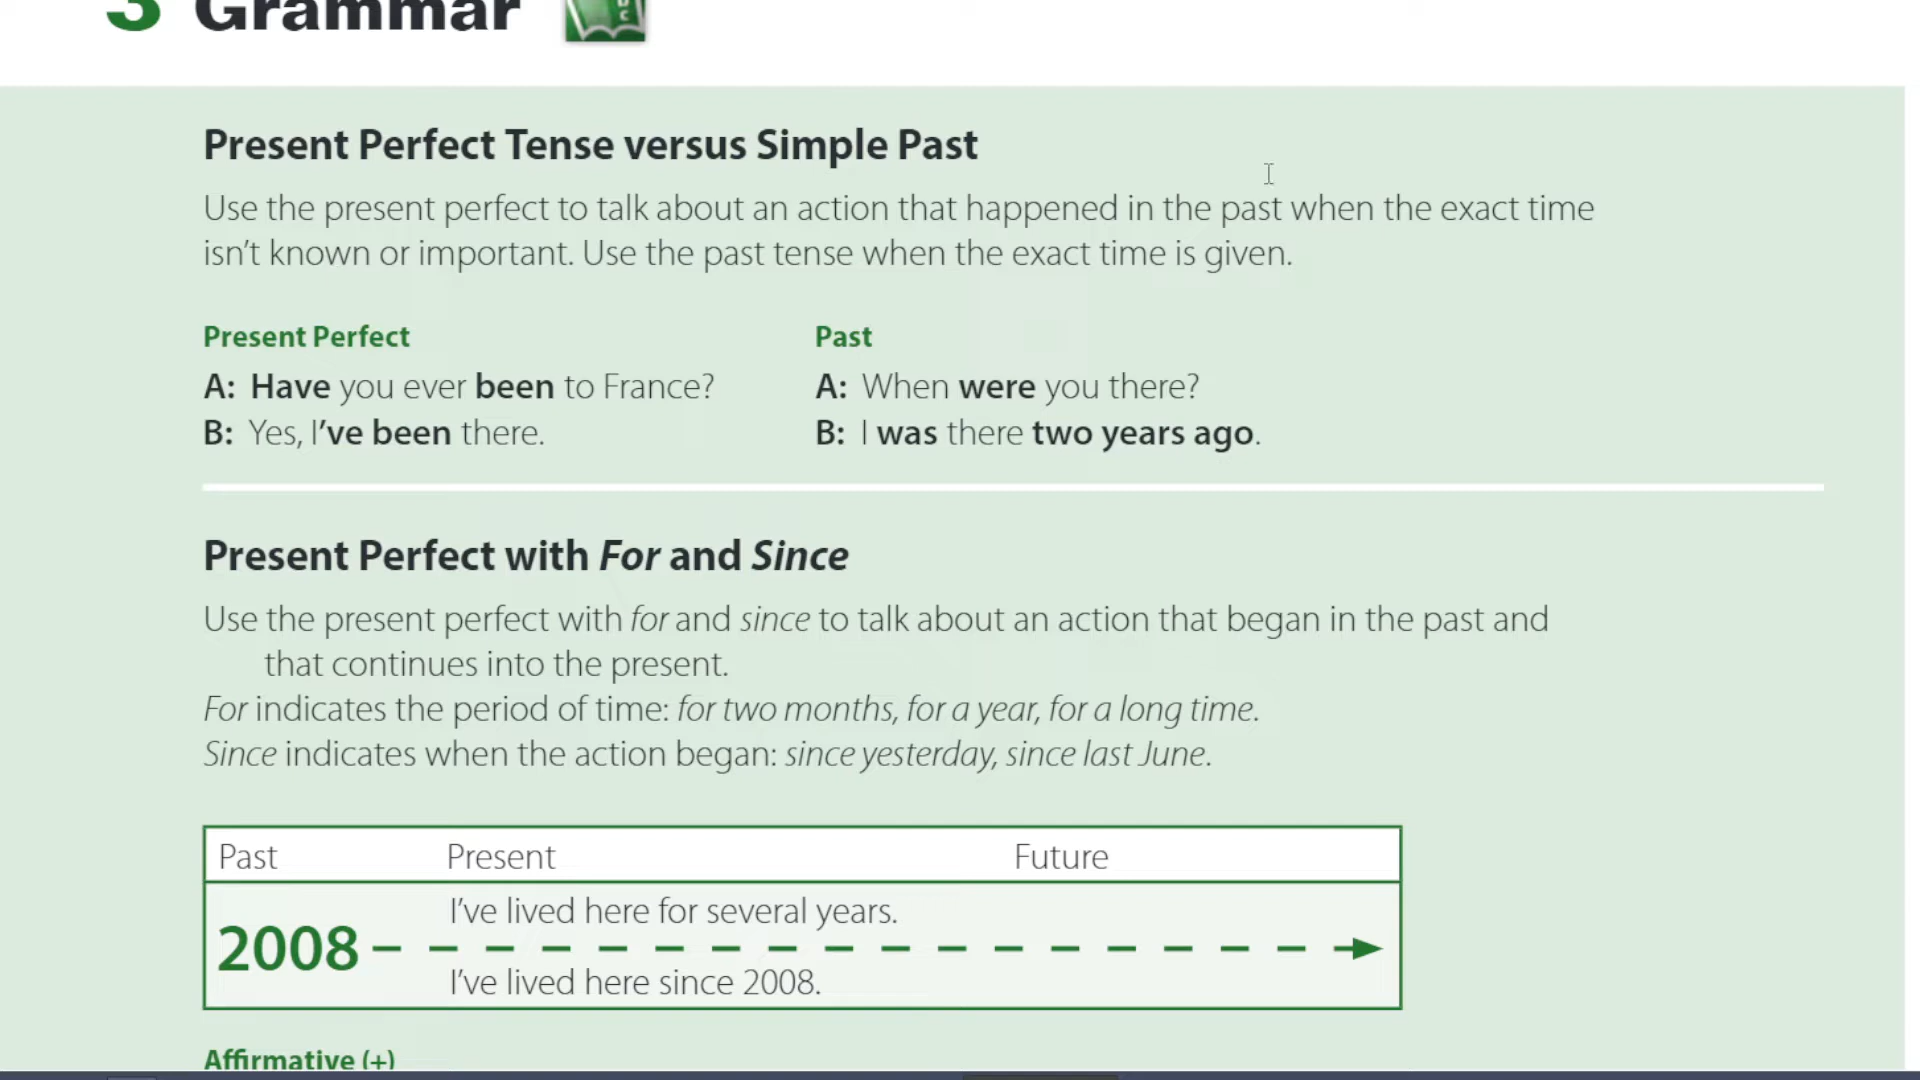 3 Grammar
Present Perfect Tense versus Simple Past
Use the present perfect to talk about an action that happened in the past when the exact time
isn't known or important. Use the past tense when the exact time is given.
Present Perfect Past
A: Have you ever been to France? A: When were you there?
B: Yes, I've been there. B: I was there two years ago.
Present Perfect with For and Since
Use the present perfect with for and since to talk about an action that began in the past and
that continues into the present.
For indicates the period of time: for two months, for a year, for a long time.
Since indicates when the action began: since yesterday, since last June.
Past Present Future
I've lived here for several years.
2008
I've lived here since 2008.
Affirmative (+)